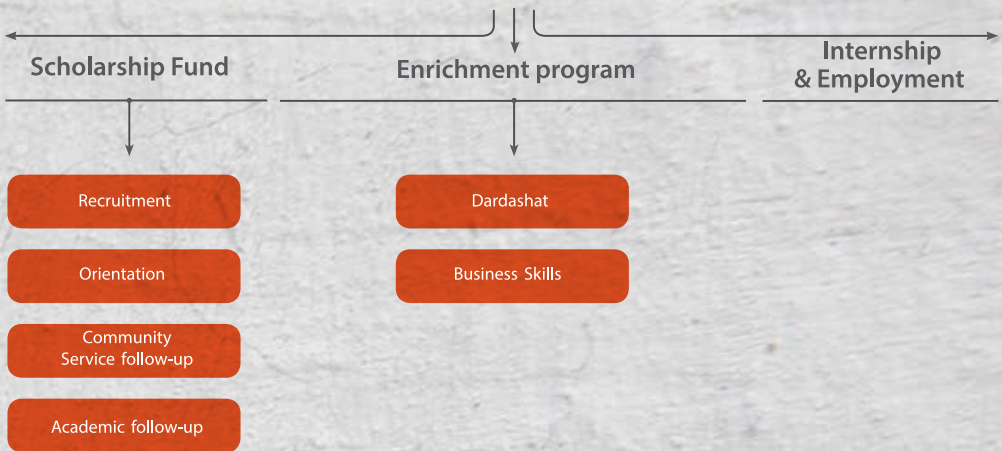 Scholarship Fund
Enrichment program
Internship
& Employment
Recruitment
Orientation
Community
Service follow-up
Academic follow-up
Dardashat
Business Skills